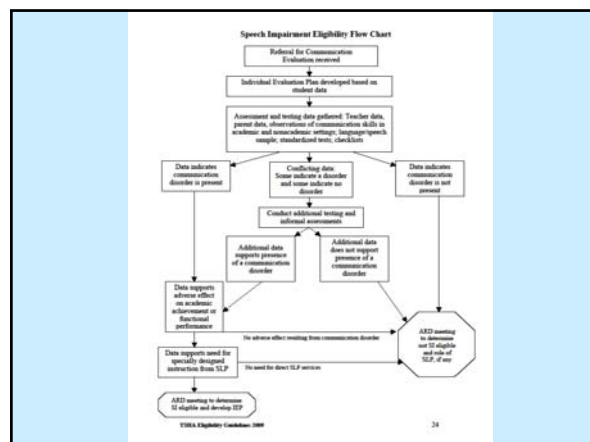 Speech Impairment Eligibility Flow Chart
Referral for Communication
Evaluation received
Individual Evaluation Plan developed based on
student data
Assessment and testing data gathered: Teacher data,
parent data, observations of communication skills in
academic and nonacademic settings; language/speech
sample; standardized tests; checklists
Data indicates
communication
disorder is present
Conflicting data:
Some indicate a disorder
and some indicate no
disorder
Data indicates
communication
disorder is not
present
Conduct additional testing and
informal assessments
Additional data
supports presence
of a communication
disorder
Additional data
does not support
presence of a
communication
disorder
Data supports
adverse effect
on academic
achievement or
functional
performance
No adverse effect resulting from communication disorder
ARD meeting
to determine
not SI eligible
and role of
SLP, if any
Data supports need for
specially designed
instruction from SLP
No need for direct SLP services
ARD meeting to determine
SI eligible and develop IEP
TSHA Eligibility Guidelines 2009
24